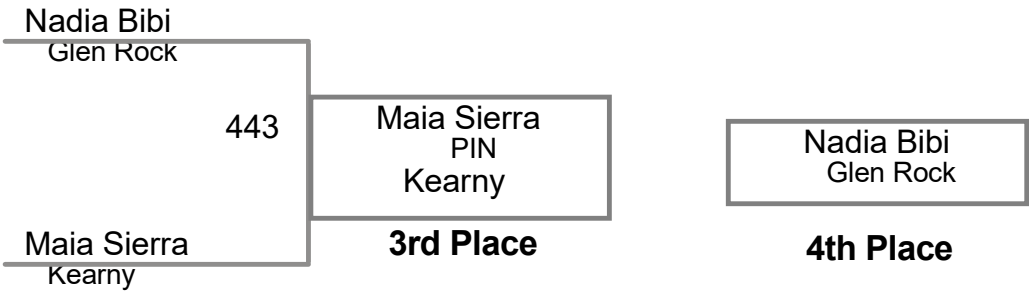 Nadia Bibi
Glen Rock
443
Maia Sierra
Kearny
Maia Sierra
PIN
Kearny
3rd Place
Nadia Bibi
Glen Rock
4th Place